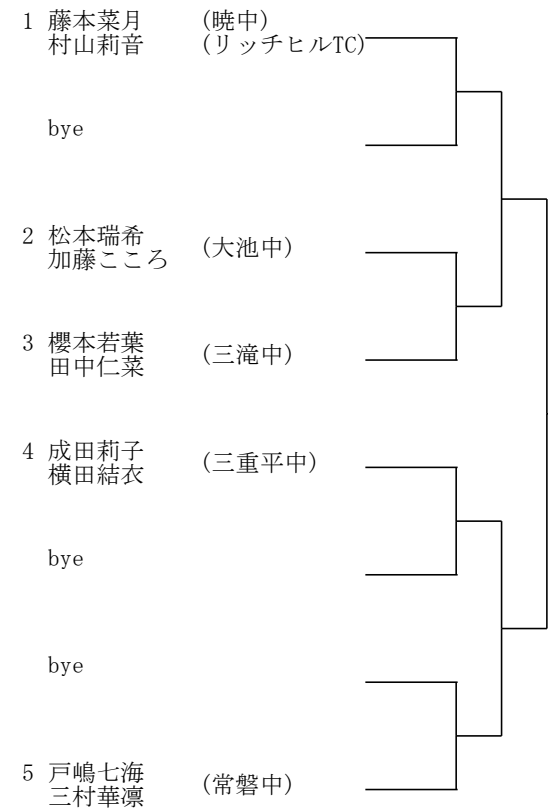 1 藤本菜月 (暁中)
村山莉音 (リッチヒルTC)
bye
2 松本瑞希
加藤こころ (大池中)
3 櫻本若葉
田中仁菜 (三滝中)
4 成田莉子
横田結衣 (三重平中)
bye
bye
5 戸嶋七海
三村華凛 (常磐中)